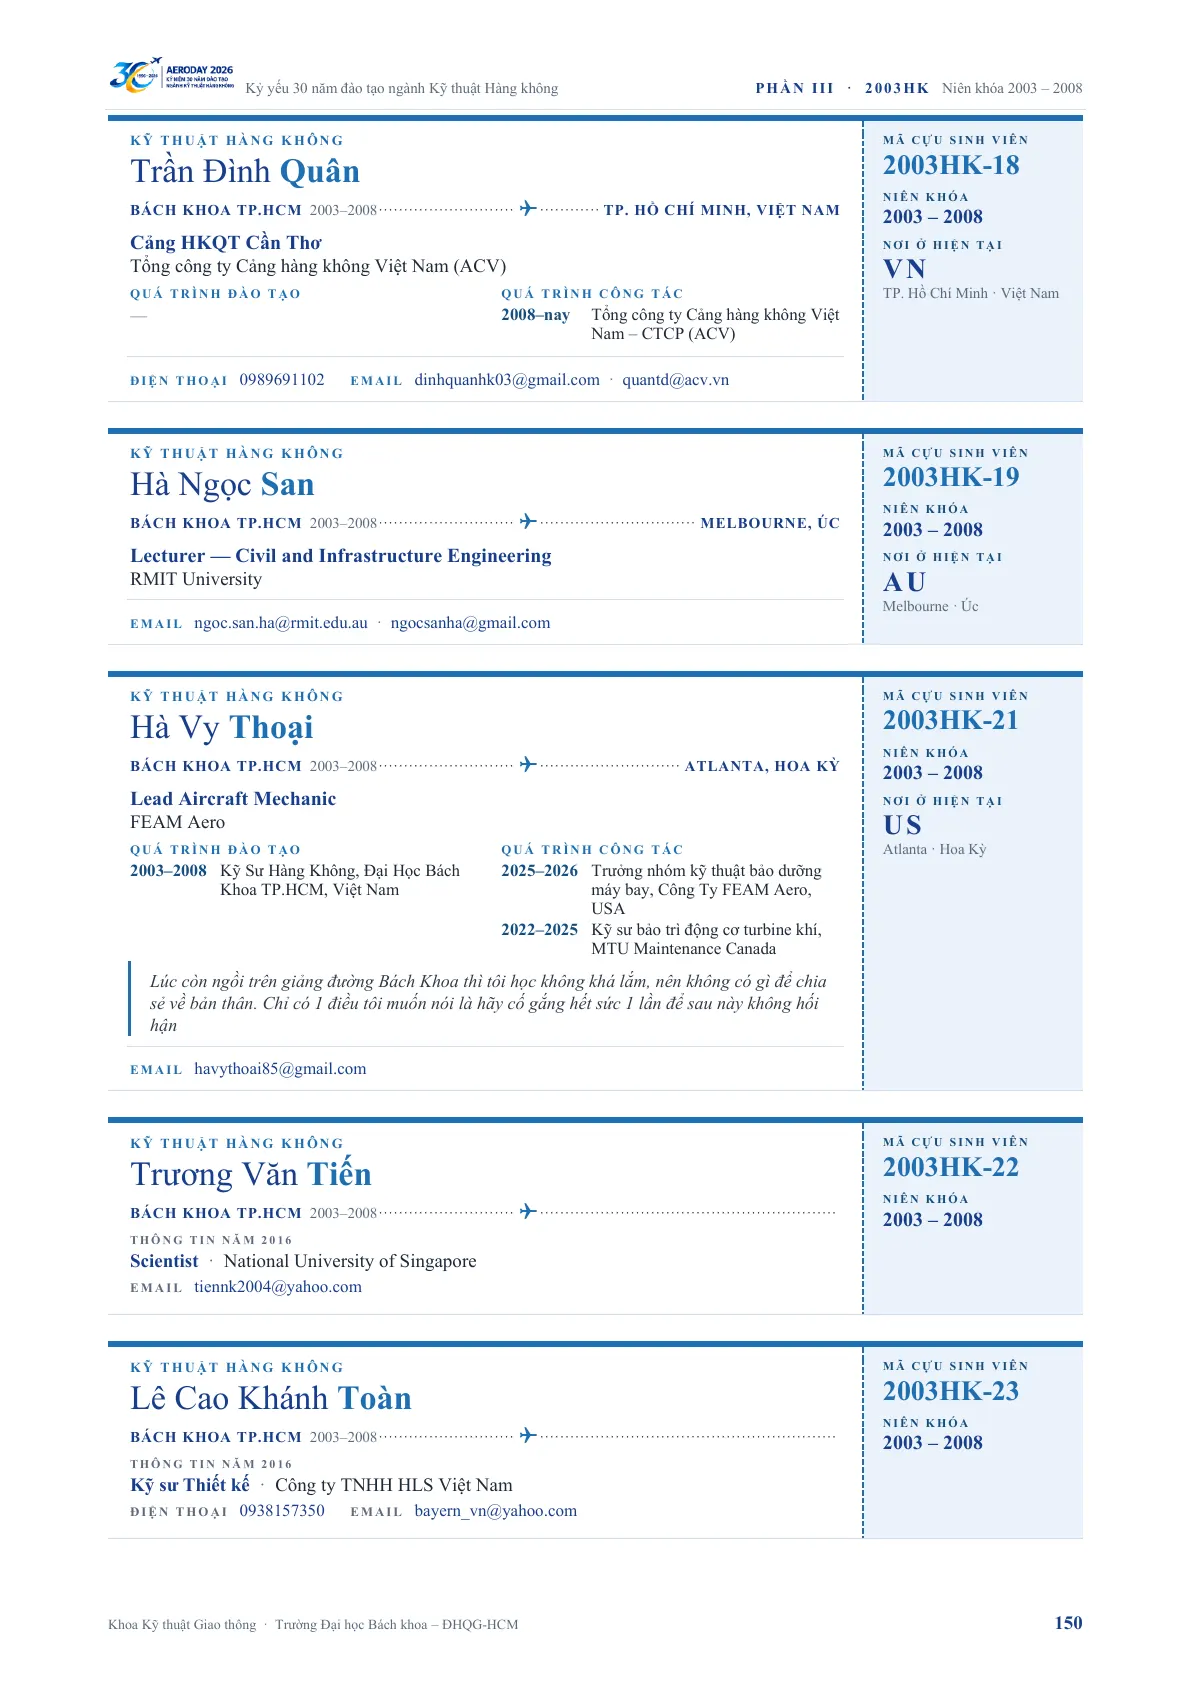 30
1996 - 2026
AERODAY 2026
KỶ NIỆM 30 NĂM ĐÀO TẠO
NGÀNH KỸ THUẬT HÀNG KHÔNG
Kỷ yếu 30 năm đào tạo ngành Kỹ thuật Hàng không
PHẦN III · 2003HK Niên khóa 2003 – 2008
KỸ THUẬT HÀNG KHÔNG
Trần Đình Quân
BÁCH KHOA TP.HCM 2003–2008 TP. HỒ CHÍ MINH, VIỆT NAM
Cảng HKQT Cần Thơ
Tổng công ty Cảng hàng không Việt Nam (ACV)
QUÁ TRÌNH ĐÀO TẠO
—
QUÁ TRÌNH CÔNG TÁC
2008–nay Tổng công ty Cảng hàng không Việt
Nam – CTCP (ACV)
ĐIỆN THOẠI 0989691102 EMAIL dinhquanhk03@gmail.com · quantd@acv.vn
MÃ CỰU SINH VIÊN
2003HK-18
NIÊN KHÓA
2003 – 2008
NƠI Ở HIỆN TẠI
VN
TP. Hồ Chí Minh · Việt Nam
KỸ THUẬT HÀNG KHÔNG
Hà Ngọc San
BÁCH KHOA TP.HCM 2003–2008 MELBOURNE, ÚC
Lecturer — Civil and Infrastructure Engineering
RMIT University
EMAIL ngoc.san.ha@rmit.edu.au · ngocsanha@gmail.com
MÃ CỰU SINH VIÊN
2003HK-19
NIÊN KHÓA
2003 – 2008
NƠI Ở HIỆN TẠI
AU
Melbourne · Úc
KỸ THUẬT HÀNG KHÔNG
Hà Vy Thoại
BÁCH KHOA TP.HCM 2003–2008 ATLANTA, HOA KỲ
Lead Aircraft Mechanic
FEAM Aero
QUÁ TRÌNH ĐÀO TẠO
2003–2008 Kỹ Sư Hàng Không, Đại Học Bách
Khoa TP.HCM, Việt Nam
QUÁ TRÌNH CÔNG TÁC
2025–2026 Trưởng nhóm kỹ thuật bảo dưỡng
máy bay, Công Ty FEAM Aero,
USA
2022–2025 Kỹ sư bảo trì động cơ turbine khí,
MTU Maintenance Canada
Lúc còn ngồi trên giảng đường Bách Khoa thì tôi học không khá lắm, nên không có gì để chia
sẻ về bản thân. Chỉ có 1 điều tôi muốn nói là hãy cố gắng hết sức 1 lần để sau này không hối
hận
EMAIL havythoai85@gmail.com
MÃ CỰU SINH VIÊN
2003HK-21
NIÊN KHÓA
2003 – 2008
NƠI Ở HIỆN TẠI
US
Atlanta · Hoa Kỳ
KỸ THUẬT HÀNG KHÔNG
Trương Văn Tiến
BÁCH KHOA TP.HCM 2003–2008
THÔNG TIN NĂM 2016
Scientist · National University of Singapore
EMAIL tiennk2004@yahoo.com
MÃ CỰU SINH VIÊN
2003HK-22
NIÊN KHÓA
2003 – 2008
KỸ THUẬT HÀNG KHÔNG
Lê Cao Khánh Toàn
BÁCH KHOA TP.HCM 2003–2008
THÔNG TIN NĂM 2016
Kỹ sư Thiết kế · Công ty TNHH HLS Việt Nam
ĐIỆN THOẠI 0938157350 EMAIL bayern_vn@yahoo.com
MÃ CỰU SINH VIÊN
2003HK-23
NIÊN KHÓA
2003 – 2008
Khoa Kỹ thuật Giao thông · Trường Đại học Bách khoa – ĐHQG-HCM
150